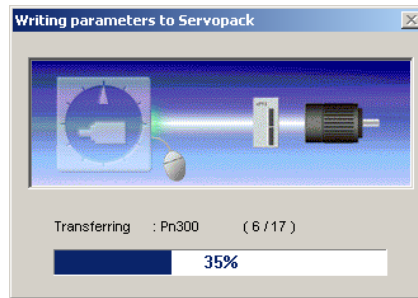 Writing parameters to Servopack
Transferring : Pn300 ( 6 / 17 )
35%